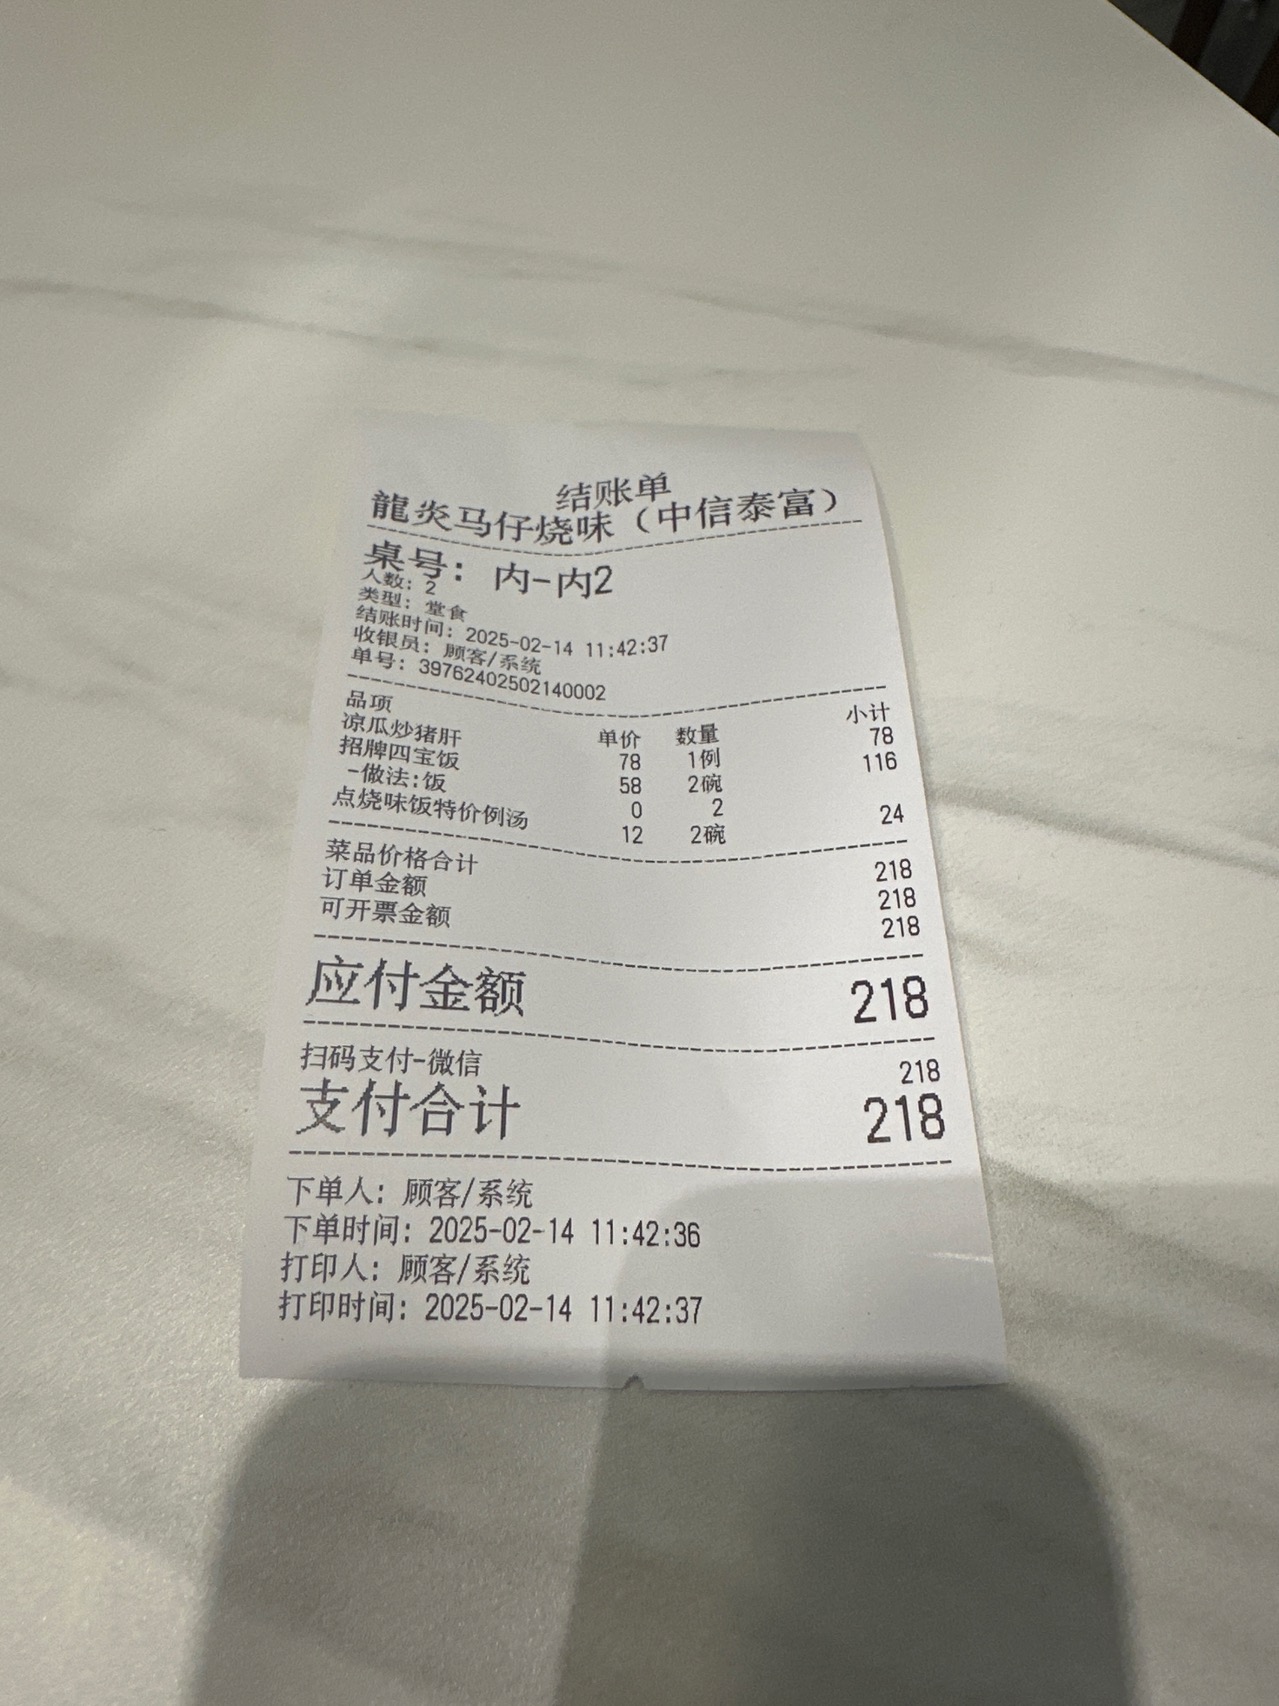 结账单
龍炎马仔烧味（中信泰富）
桌号: 内-内2
人数: 2
类型: 堂食
结账时间: 2025-02-14 11:42:37
收银员: 顾客/系统
单号: 39762402502140002
品项 单价 数量 小计
凉瓜炒猪肝 78 1例 78
招牌四宝饭 58 2碗 116
-做法:饭 0 2
点烧味饭特价例汤 12 2碗 24
菜品价格合计 218
订单金额 218
可开票金额 218
应付金额 218
扫码支付-微信 218
支付合计 218
下单人: 顾客/系统
下单时间: 2025-02-14 11:42:36
打印人: 顾客/系统
打印时间: 2025-02-14 11:42:37